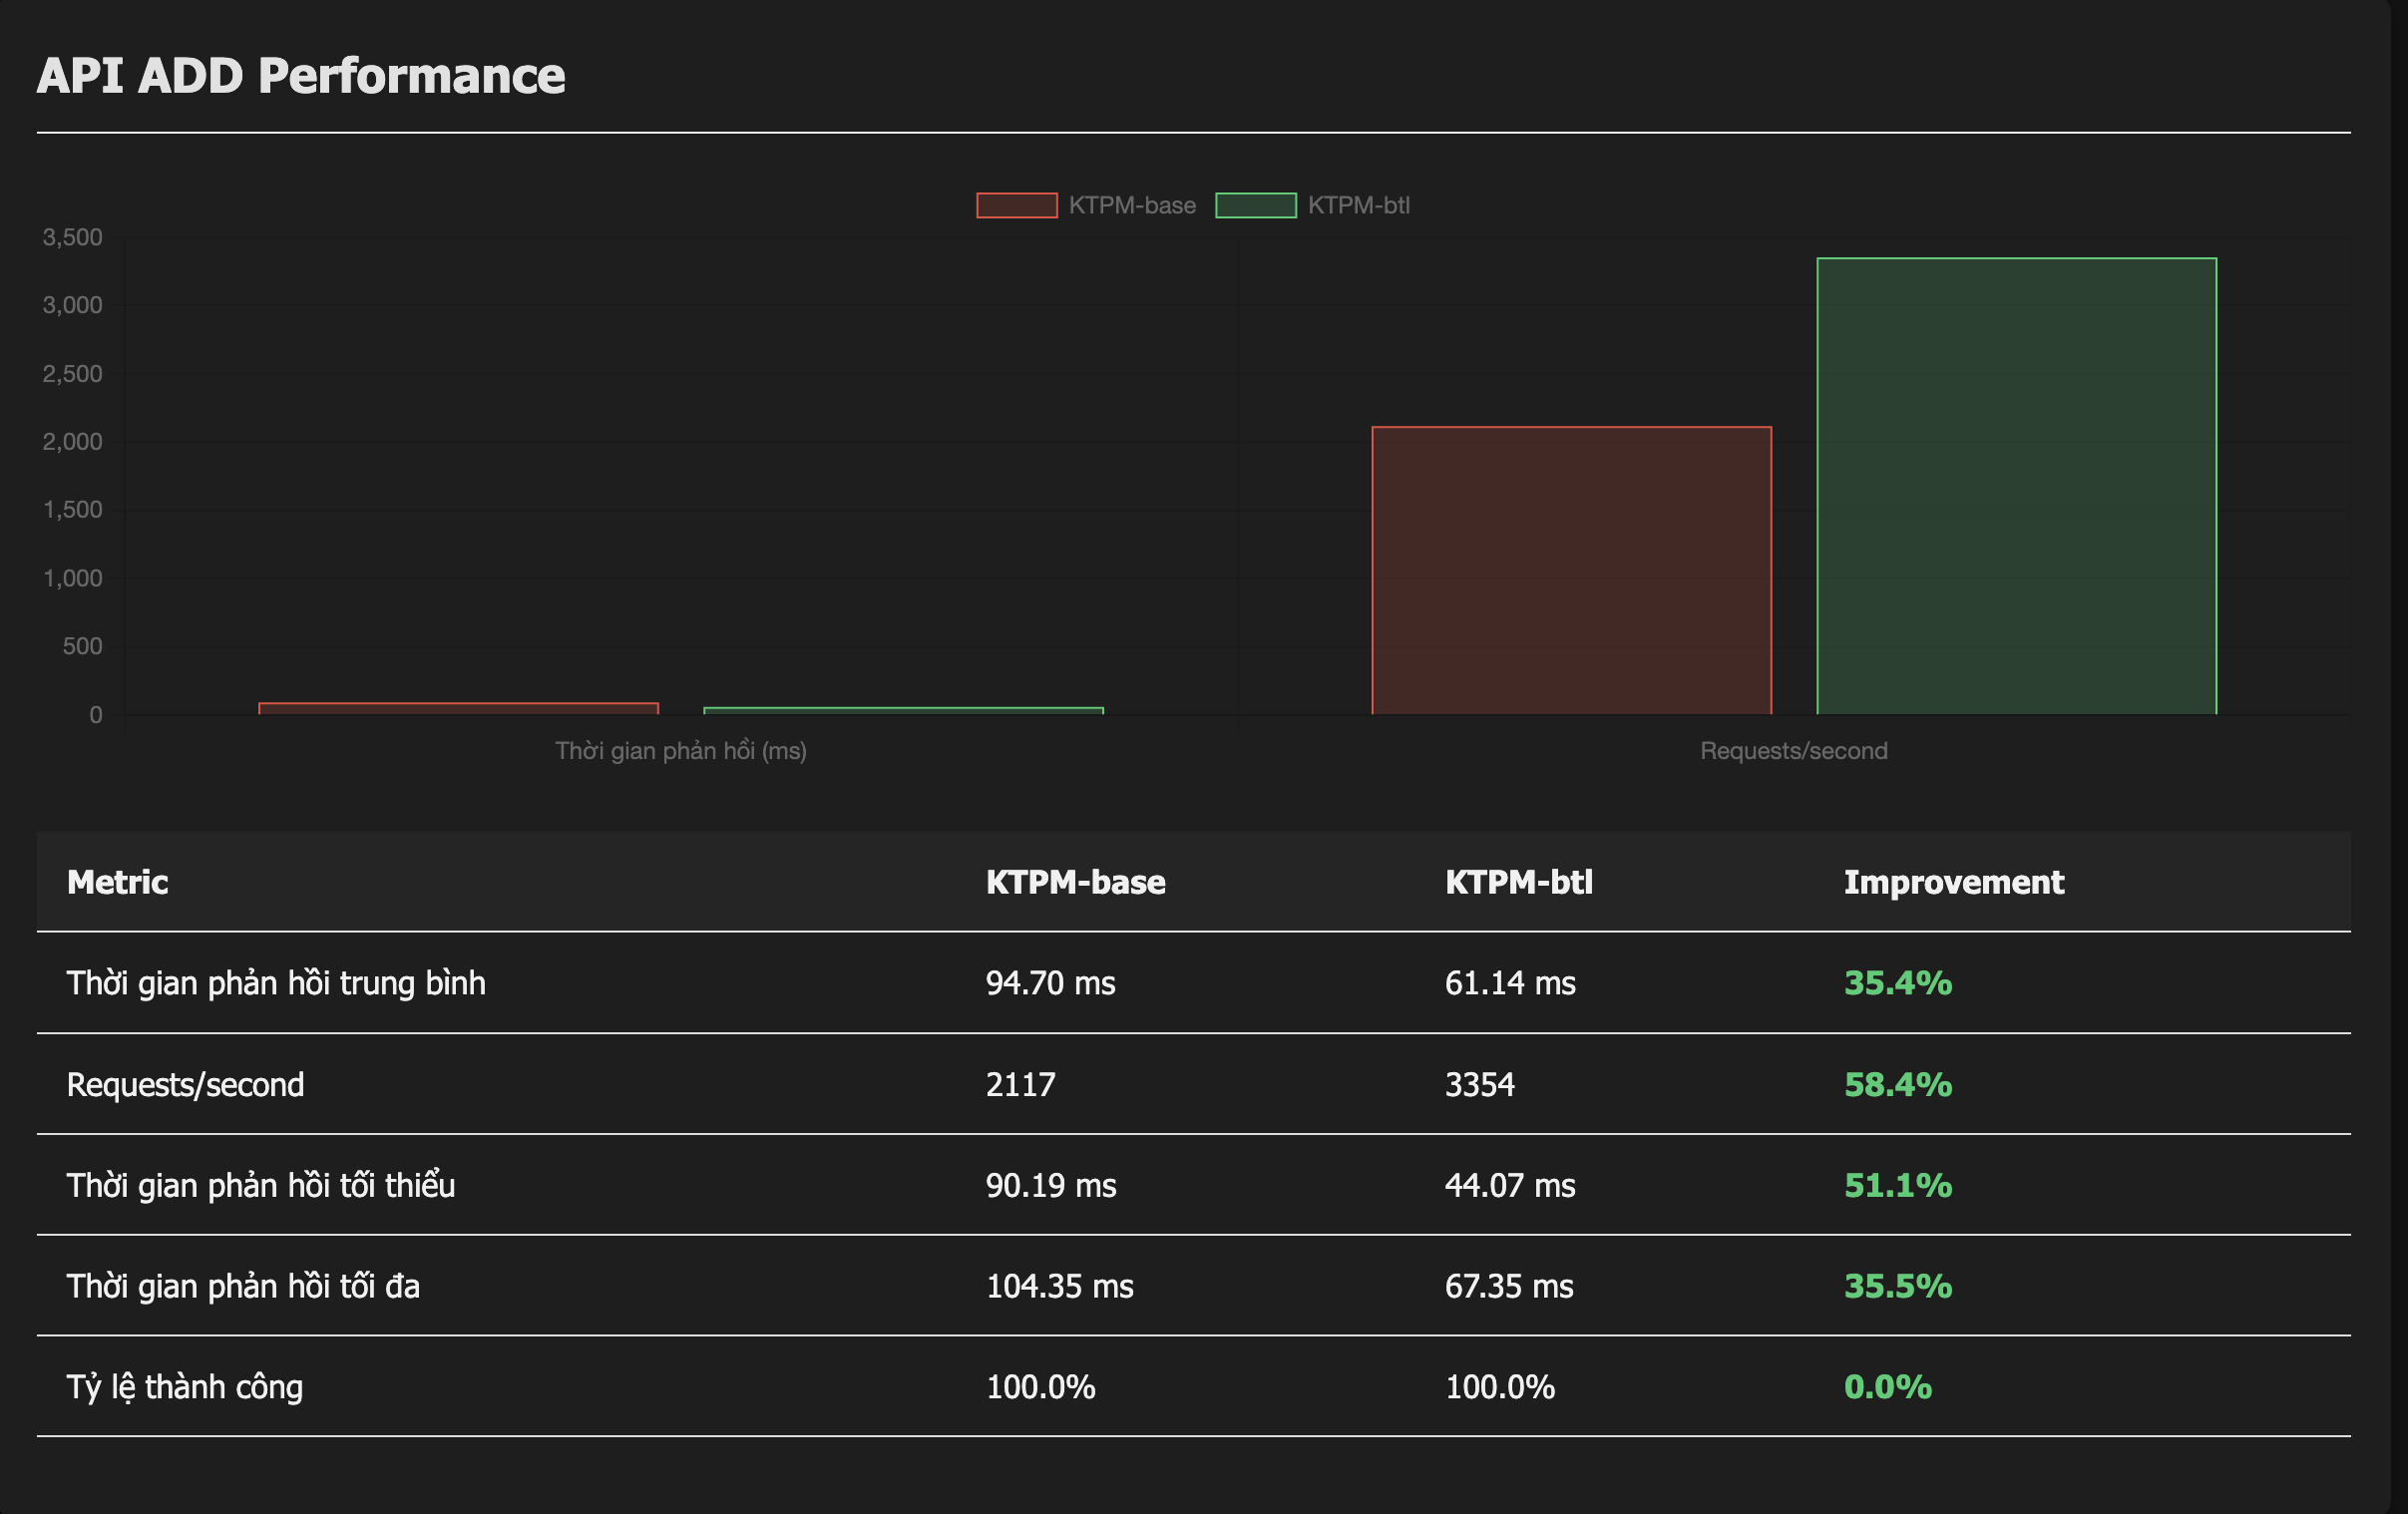 API ADD Performance
KTPM-base KTPM-btl
3,500
3,000
2,500
2,000
1,500
1,000
500
0
Thời gian phản hồi (ms) Requests/second
Metric KTPM-base KTPM-btl Improvement
Thời gian phản hồi trung bình 94.70 ms 61.14 ms 35.4%
Requests/second 2117 3354 58.4%
Thời gian phản hồi tối thiểu 90.19 ms 44.07 ms 51.1%
Thời gian phản hồi tối đa 104.35 ms 67.35 ms 35.5%
Tỷ lệ thành công 100.0% 100.0% 0.0%